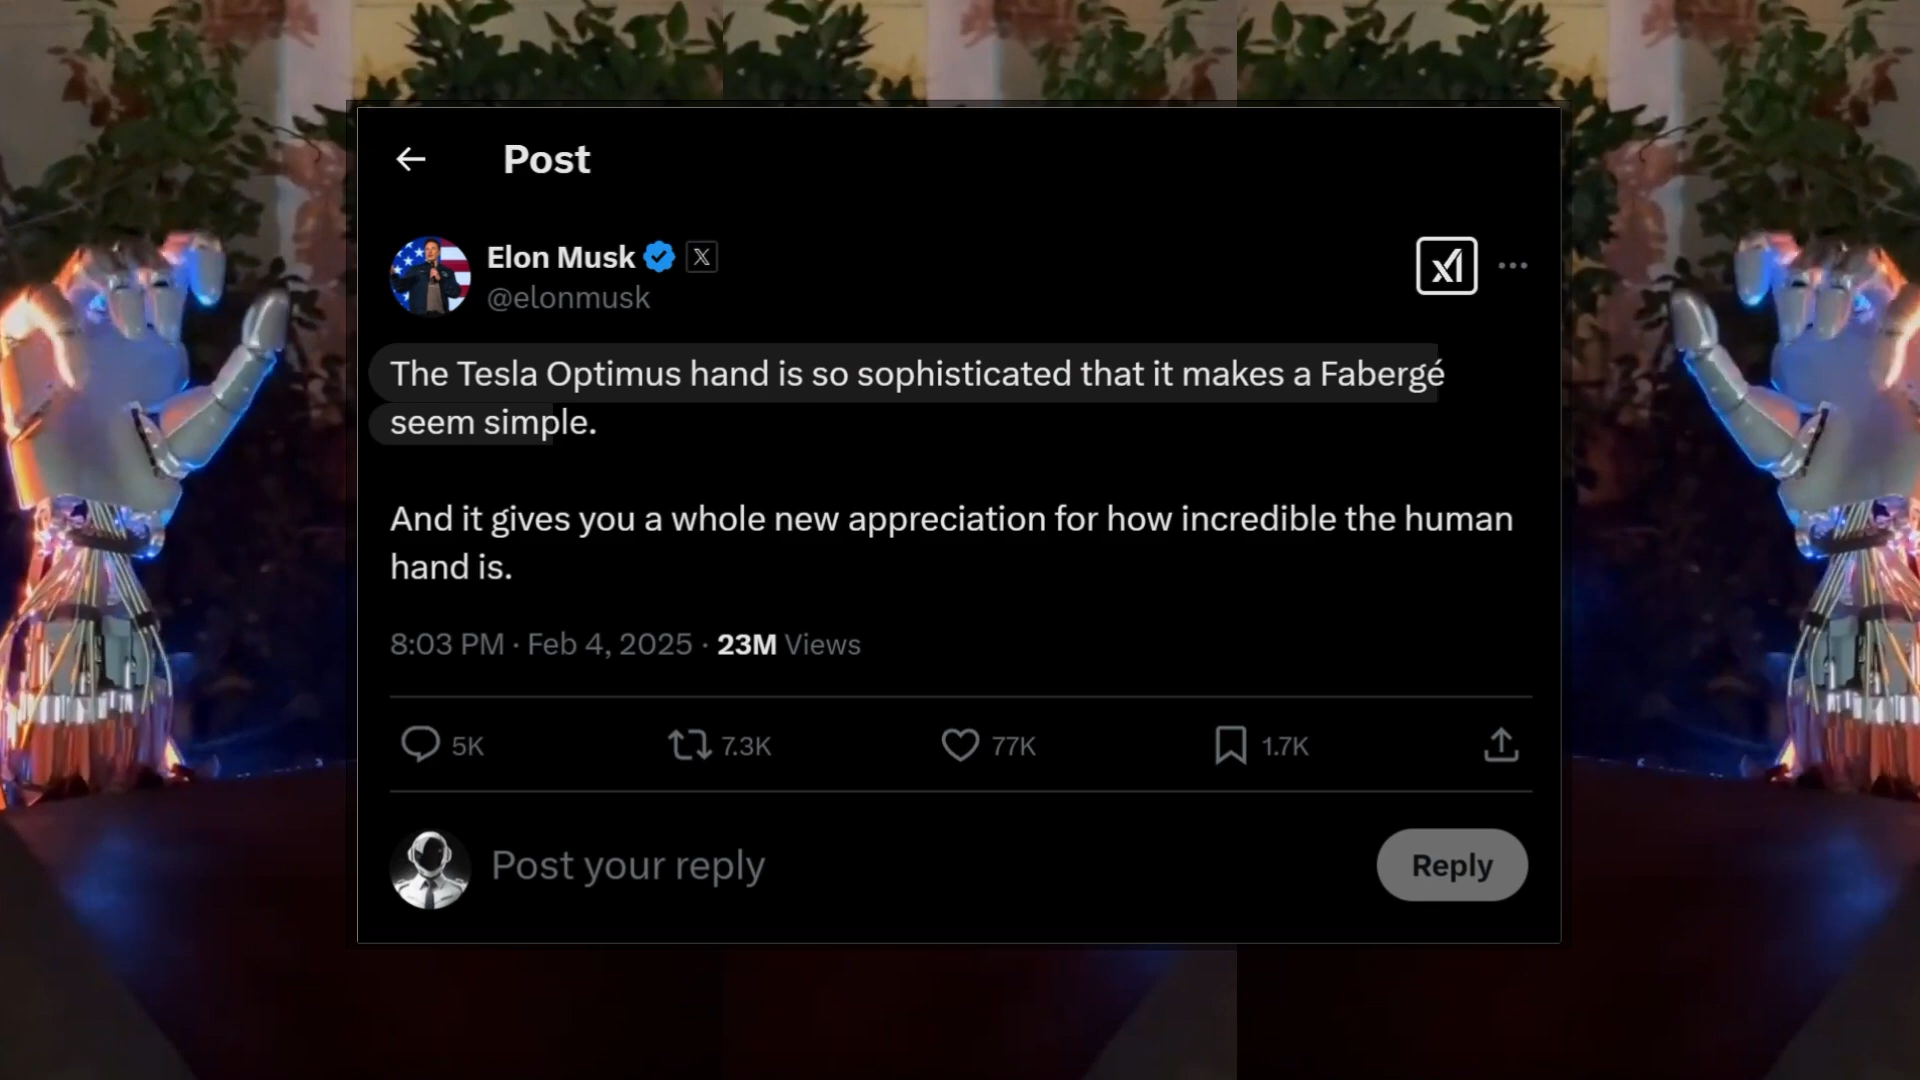 Post
Elon Musk
@elonmusk
The Tesla Optimus hand is so sophisticated that it makes a Fabergé
seem simple.
And it gives you a whole new appreciation for how incredible the human
hand is.
8:03 PM · Feb 4, 2025 · 23M Views
5K 7.3K 77K 1.7K
Post your reply
Reply